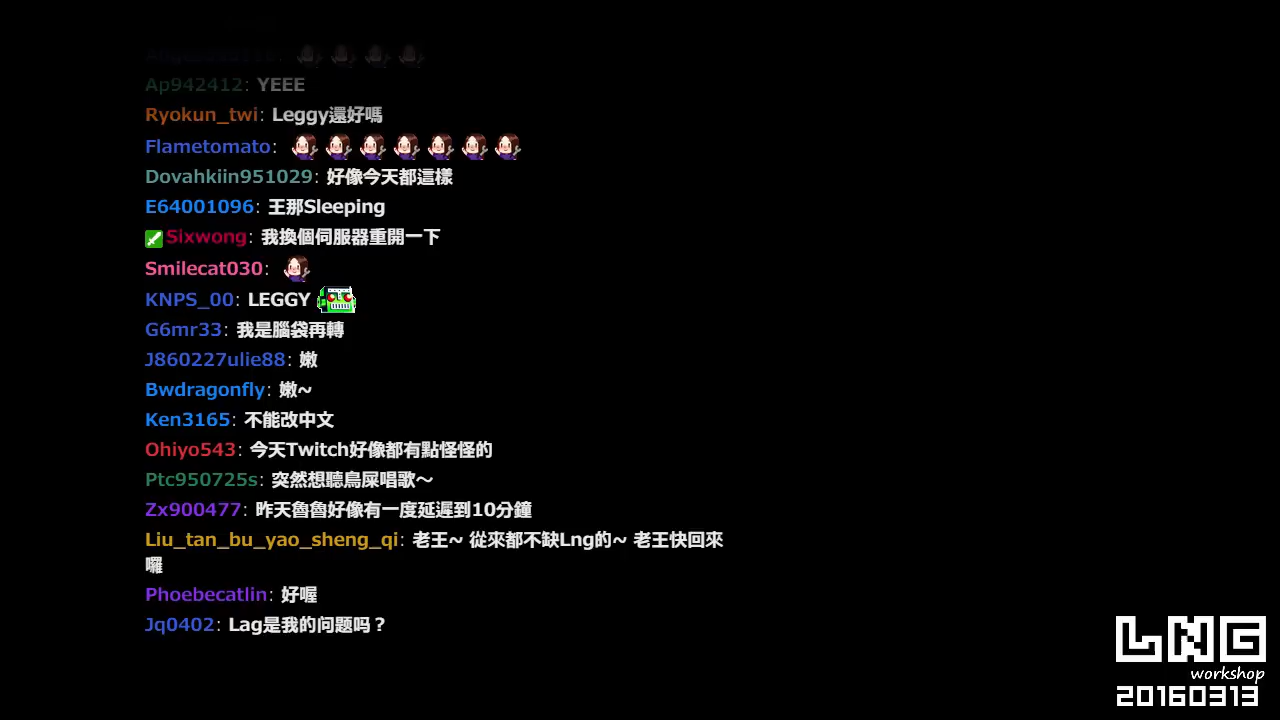 Ap942412: YEEE
Ryokun_twi: Leggy還好嗎
Flametomato:
Dovahkiin951029: 好像今天都這樣
E64001096: 王那Sleeping
Sixwong: 我換個伺服器重開一下
Smilecat030:
KNPS_00: LEGGY
G6mr33: 我是腦袋再轉
J860227ulie88: 嫩
Bwdragonfly: 嫩~
Ken3165: 不能改中文
Ohiyo543: 今天Twitch好像都有點怪怪的
Ptc950725s: 突然想聽鳥屎唱歌～
Zx900477: 昨天魯魯好像有一度延遲到10分鐘
Liu_tan_bu_yao_sheng_qi: 老王~ 從來都不缺Lng的~ 老王快回來
囉
Phoebecatlin: 好喔
Jq0402: Lag是我的问题吗？
LNG
workshop
20160313